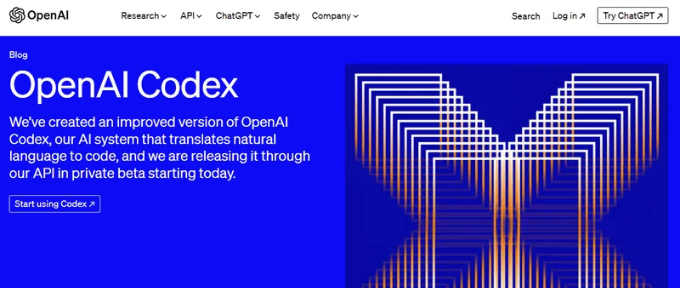 OpenAI Research API ChatGPT Safety Company Search Log in ↗ Try ChatGPT ↗
Blog
OpenAI Codex
We’ve created an improved version of OpenAI
Codex, our AI system that translates natural
language to code, and we are releasing it through
our API in private beta starting today.
Start using Codex ↗